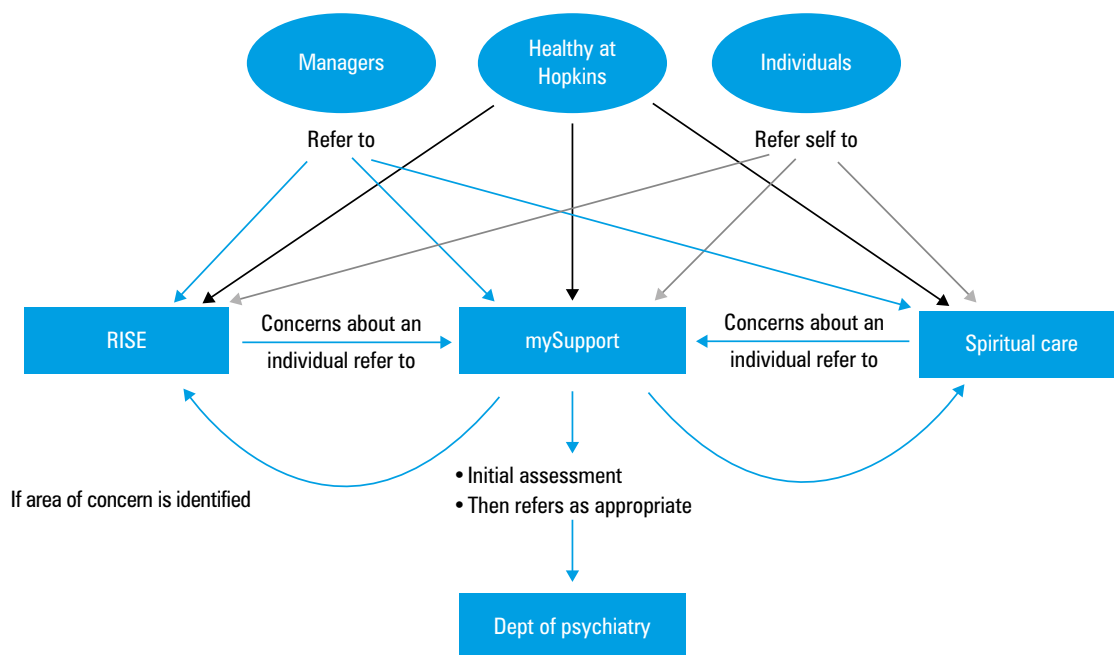 Managers
Healthy at
Hopkins
Individuals
Refer to
Refer self to
RISE
Concerns about an
individual refer to
mySupport
Concerns about an
individual refer to
Spiritual care
If area of concern is identified
• Initial assessment
• Then refers as appropriate
Dept of psychiatry